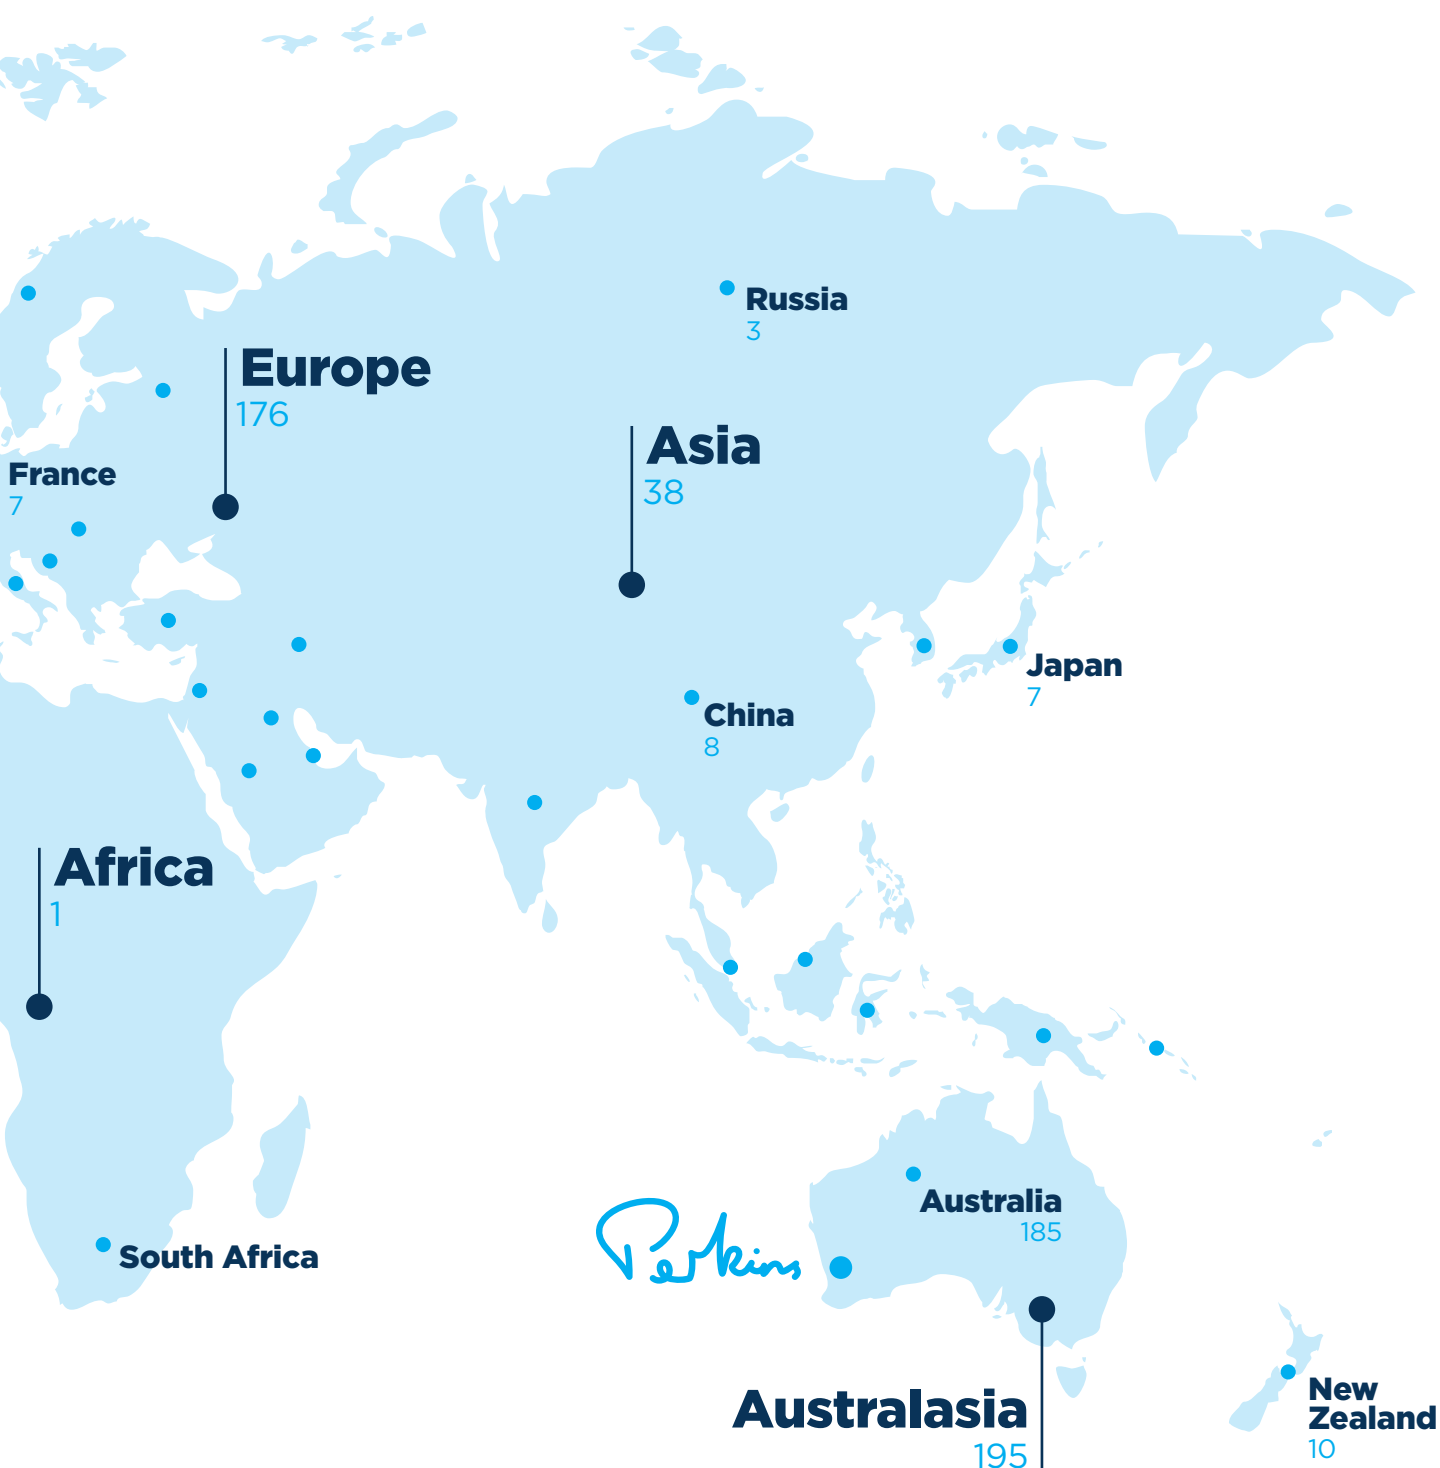 Russia
3
Europe
176
Asia
38
France
7
Japan
7
China
8
Africa
1
Australia
185
Perkins
South Africa
New
Zealand
10
Australasia
195